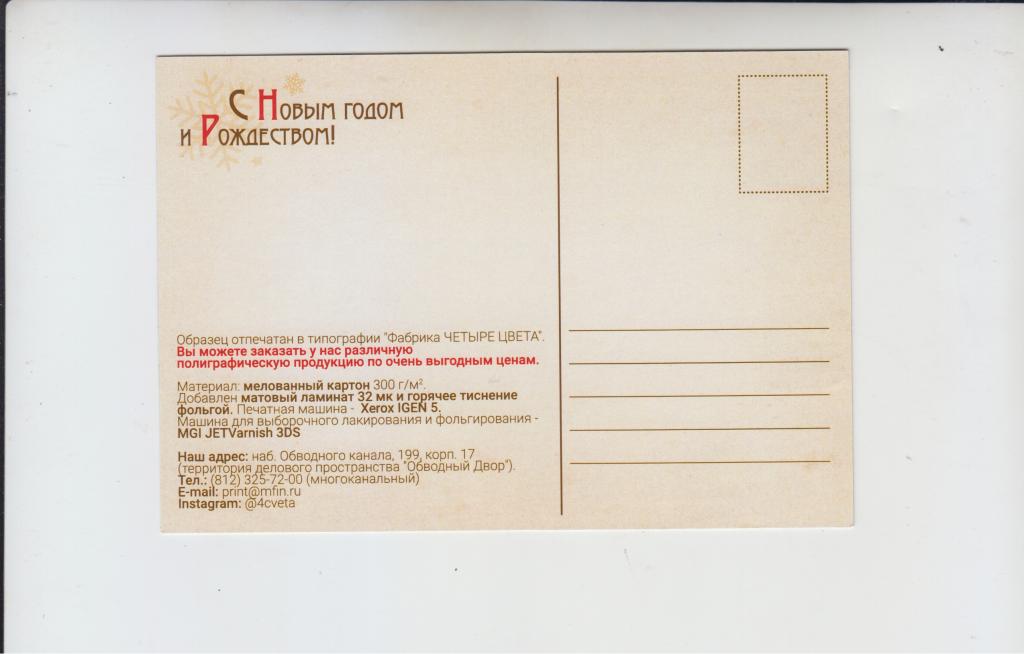 С Новым годом
и Рождеством!
Образец отпечатан в типографии "Фабрика ЧЕТЫРЕ ЦВЕТА".
Вы можете заказать у нас различную
полиграфическую продукцию по очень выгодным ценам.
Материал: мелованный картон 300 г/м².
Добавлен матовый ламинат 32 мк и горячее тиснение
фольгой. Печатная машина - Xerox IGEN 5.
Машина для выборочного лакирования и фольгирования -
MGI JETVarnish 3DS
Наш адрес: наб. Обводного канала, 199, корп. 17
(территория делового пространства "Обводный Двор").
Тел.: (812) 325-72-00 (многоканальный)
E-mail: print@mfin.ru
Instagram: @4cveta